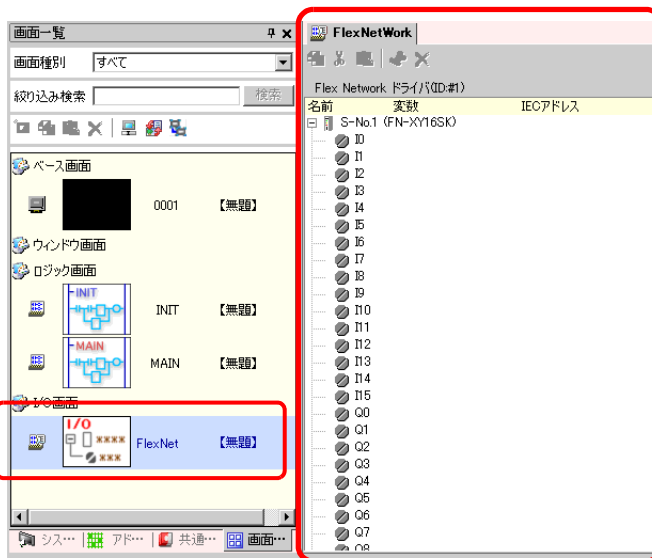 画面一覧
画面種別 すべて
絞り込み検索 検索
ベース画面
0001 【無題】
ウィンドウ画面
ロジック画面
INIT
INIT 【無題】
MAIN
MAIN 【無題】
I/O画面
I/O
****
***
FlexNet 【無題】
シス… アド… 共通… 画面…
FlexNetWork
Flex Network ドライバ(ID:#1)
名前 変数 IECアドレス
S-No.1 (FN-XY16SK)
I0
I1
I2
I3
I4
I5
I6
I7
I8
I9
I10
I11
I12
I13
I14
I15
Q0
Q1
Q2
Q3
Q4
Q5
Q6
Q7
Q8